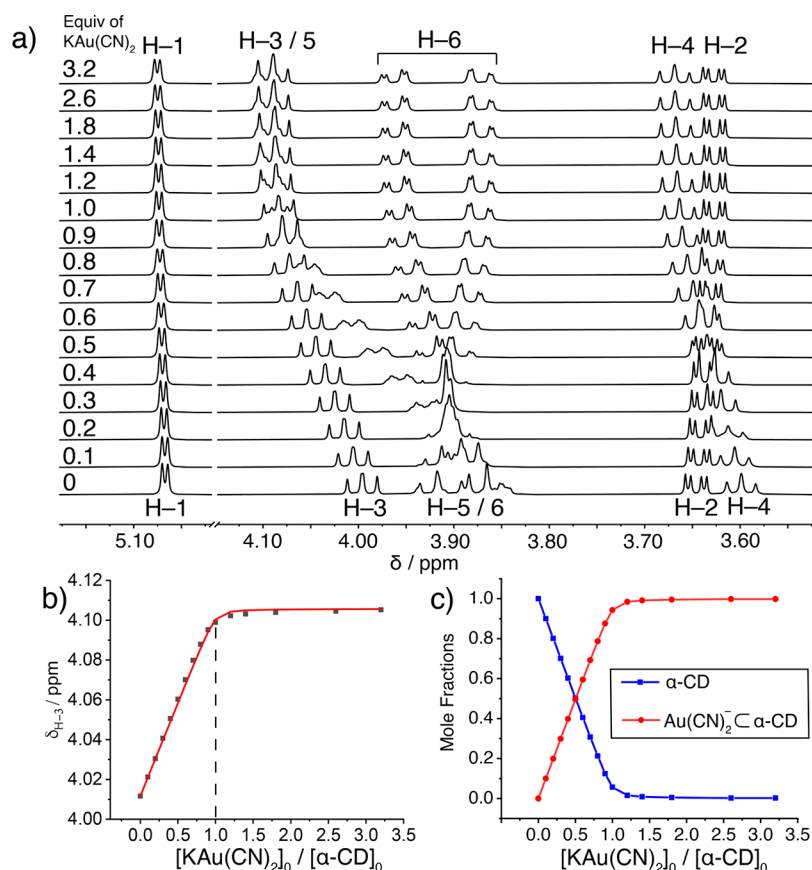 a)
Equiv of
KAu(CN)₂
H–1
H–3 / 5
H–6
H–4
H–2
3.2
2.6
1.8
1.4
1.2
1.0
0.9
0.8
0.7
0.6
0.5
0.4
0.3
0.2
0.1
0
H–1
H–3
H–5 / 6
H–2
H–4
5.10
4.10
4.00
3.90
3.80
3.70
3.60
δ / ppm
b)
4.12
4.10
4.08
4.06
4.04
4.02
4.00
δH–3 / ppm
0.0 0.5 1.0 1.5 2.0 2.5 3.0 3.5
[KAu(CN)₂]₀ / [α-CD]₀
c)
1.0
0.8
0.6
0.4
0.2
0.0
Mole Fractions
α-CD
Au(CN)₂⁻ ⊂ α-CD
0.0 0.5 1.0 1.5 2.0 2.5 3.0 3.5
[KAu(CN)₂]₀ / [α-CD]₀